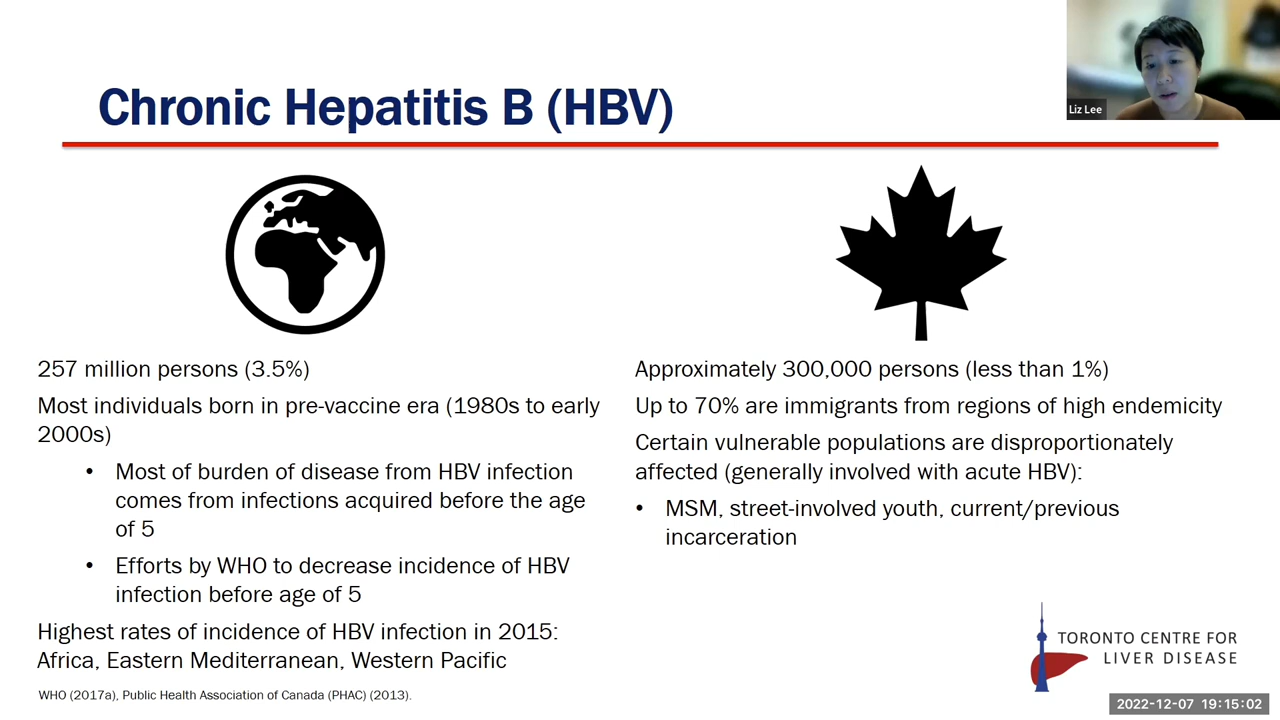 Chronic Hepatitis B (HBV)
Liz Lee
257 million persons (3.5%)
Most individuals born in pre-vaccine era (1980s to early
2000s)
• Most of burden of disease from HBV infection
comes from infections acquired before the age
of 5
• Efforts by WHO to decrease incidence of HBV
infection before age of 5
Highest rates of incidence of HBV infection in 2015:
Africa, Eastern Mediterranean, Western Pacific
WHO (2017a), Public Health Association of Canada (PHAC) (2013).
Approximately 300,000 persons (less than 1%)
Up to 70% are immigrants from regions of high endemicity
Certain vulnerable populations are disproportionately
affected (generally involved with acute HBV):
• MSM, street-involved youth, current/previous
incarceration
TORONTO CENTRE FOR
LIVER DISEASE
2022-12-07 19:15:02